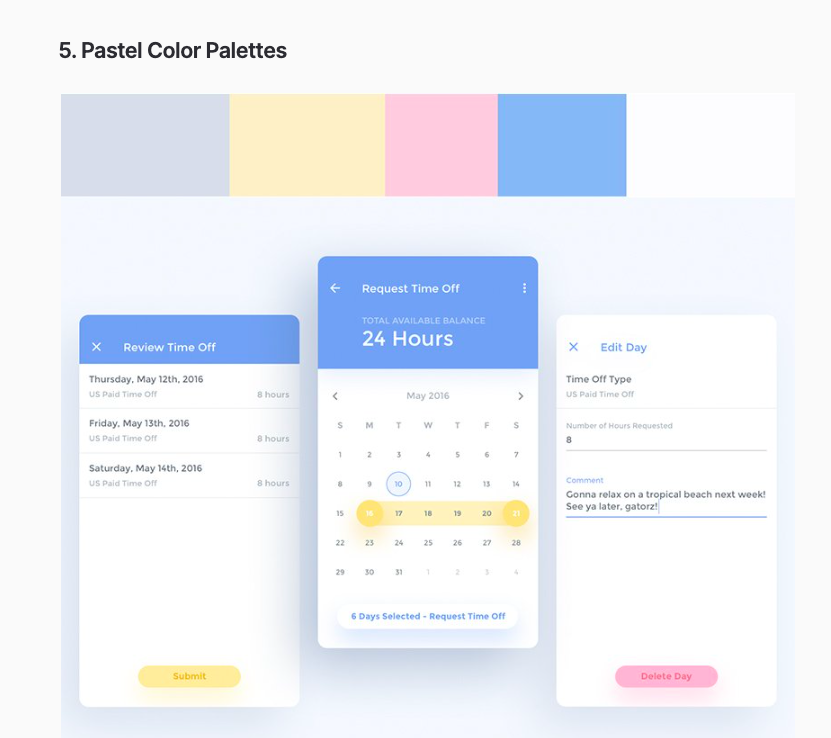 5. Pastel Color Palettes
Review Time Off
Thursday, May 12th, 2016
US Paid Time Off 8 hours
Friday, May 13th, 2016
US Paid Time Off 8 hours
Saturday, May 14th, 2016
US Paid Time Off 8 hours
Submit
Request Time Off
TOTAL AVAILABLE BALANCE
24 Hours
May 2016
S M T W T F S
1 2 3 4 5 6 7
8 9 10 11 12 13 14
15 16 17 18 19 20 21
22 23 24 25 26 27 28
29 30 31 1 2 3 4
6 Days Selected - Request Time Off
Edit Day
Time Off Type
US Paid Time Off
Number of Hours Requested
8
Comment
Gonna relax on a tropical beach next week!
See ya later, gatorz!
Delete Day